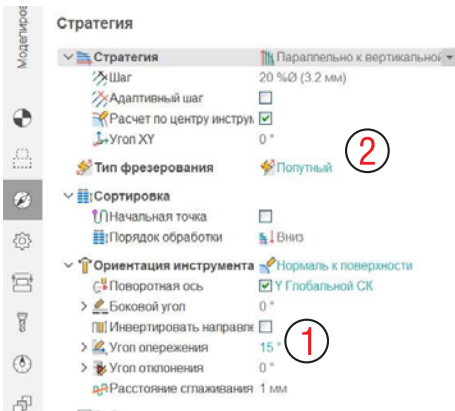 Моделиров
Стратегия
Стратегия Параллельно к вертикальной
Шаг 20 %Ø (3.2 мм)
Адаптивный шаг
Расчет по центру инструм
Угол XY 0 °
2
Тип фрезерования Попутный
Сортировка
Начальная точка
Порядок обработки Вниз
Ориентация инструмента Нормаль к поверхности
Поворотная ось Y Глобальной СК
Боковой угол 0 °
Инвертировать направле
1
Угол опережения 15 °
Угол отклонения 0 °
Расстояние сглаживания 1 мм